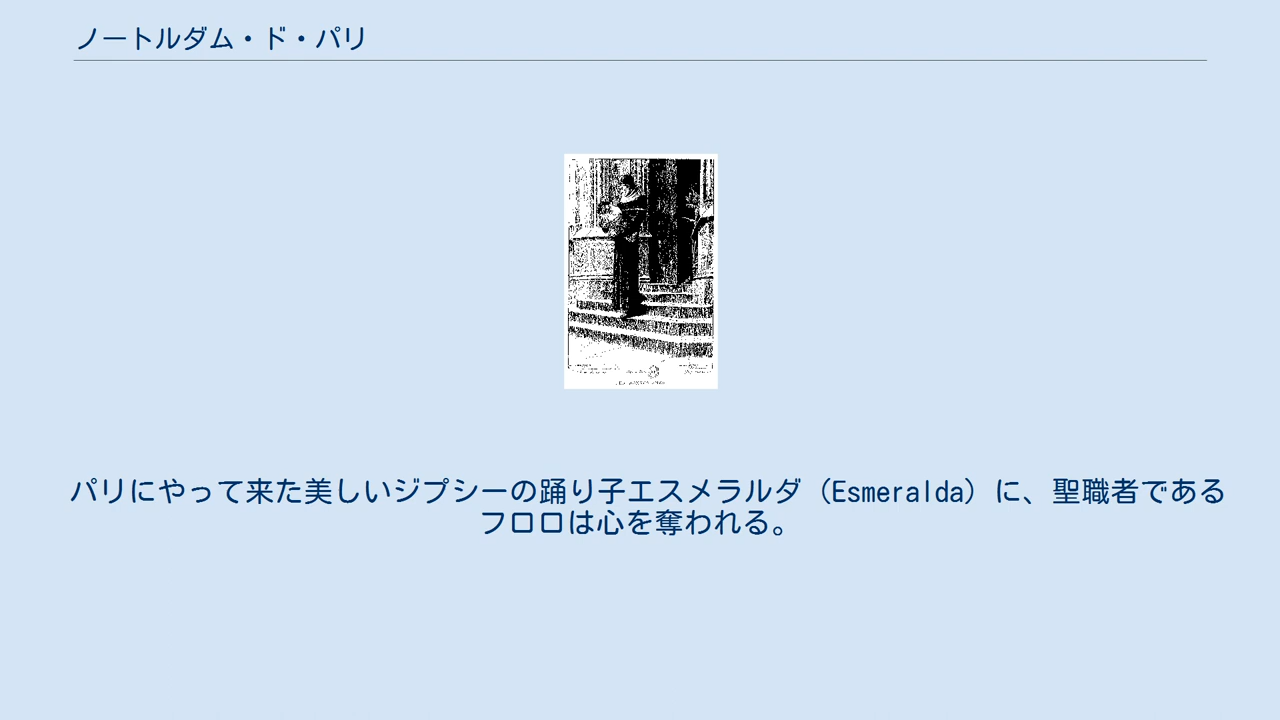 ノートルダム・ド・パリ
パリにやって来た美しいジプシーの踊り子エスメラルダ（Esmeralda）に、聖職者である
フロロは心を奪われる。